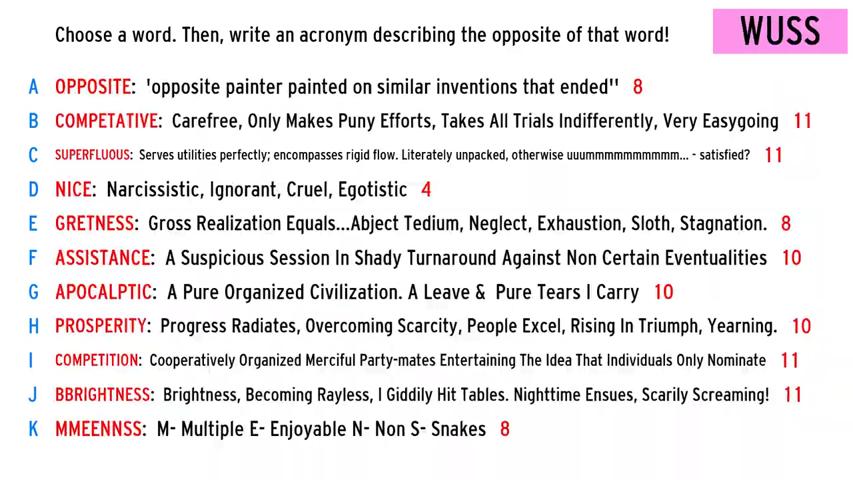 Choose a word. Then, write an acronym describing the opposite of that word!
WUSS
A OPPOSITE: 'opposite painter painted on similar inventions that ended" 8
B COMPETATIVE: Carefree, Only Makes Puny Efforts, Takes All Trials Indifferently, Very Easygoing 11
C SUPERFLUOUS: Serves utilities perfectly; encompasses rigid flow. Literately unpacked, otherwise uuummmmmmmmmm... - satisfied? 11
D NICE: Narcissistic, Ignorant, Cruel, Egotistic 4
E GRETNESS: Gross Realization Equals...Abject Tedium, Neglect, Exhaustion, Sloth, Stagnation. 8
F ASSISTANCE: A Suspicious Session In Shady Turnaround Against Non Certain Eventualities 10
G APOCALPTIC: A Pure Organized Civilization. A Leave & Pure Tears I Carry 10
H PROSPERITY: Progress Radiates, Overcoming Scarcity, People Excel, Rising In Triumph, Yearning. 10
I COMPETITION: Cooperatively Organized Merciful Party-mates Entertaining The Idea That Individuals Only Nominate 11
J BBRIGHTNESS: Brightness, Becoming Rayless, I Giddily Hit Tables. Nighttime Ensues, Scarily Screaming! 11
K MMEENNSS: M- Multiple E- Enjoyable N- Non S- Snakes 8